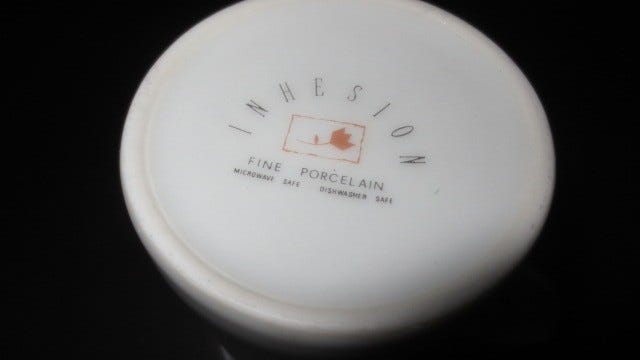 INHESION
FINE PORCELAIN
MICROWAVE SAFE DISHWASHER SAFE